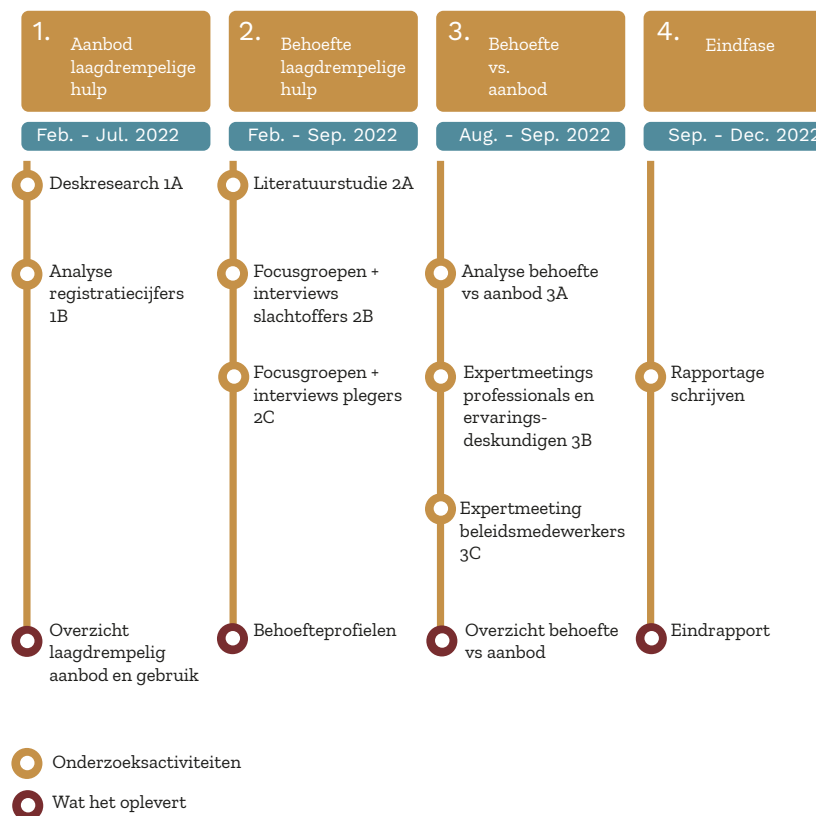 1.
Aanbod
laagdrempelige
hulp
Feb. - Jul. 2022
Deskresearch 1A
Analyse
registratiecijfers
1B
Overzicht
laagdrempelig
aanbod en gebruik
2.
Behoefte
laagdrempelige
hulp
Feb. - Sep. 2022
Literatuurstudie 2A
Focusgroepen +
interviews
slachtoffers 2B
Focusgroepen +
interviews plegers
2C
Behoefteprofielen
3.
Behoefte
vs.
aanbod
Aug. - Sep. 2022
Analyse behoefte
vs aanbod 3A
Expertmeetings
professionals en
ervarings-
deskundigen 3B
Expertmeeting
beleidsmedewerkers
3C
Overzicht behoefte
vs aanbod
4.
Eindfase
Sep. - Dec. 2022
Rapportage
schrijven
Eindrapport
Onderzoeksactiviteiten
Wat het oplevert